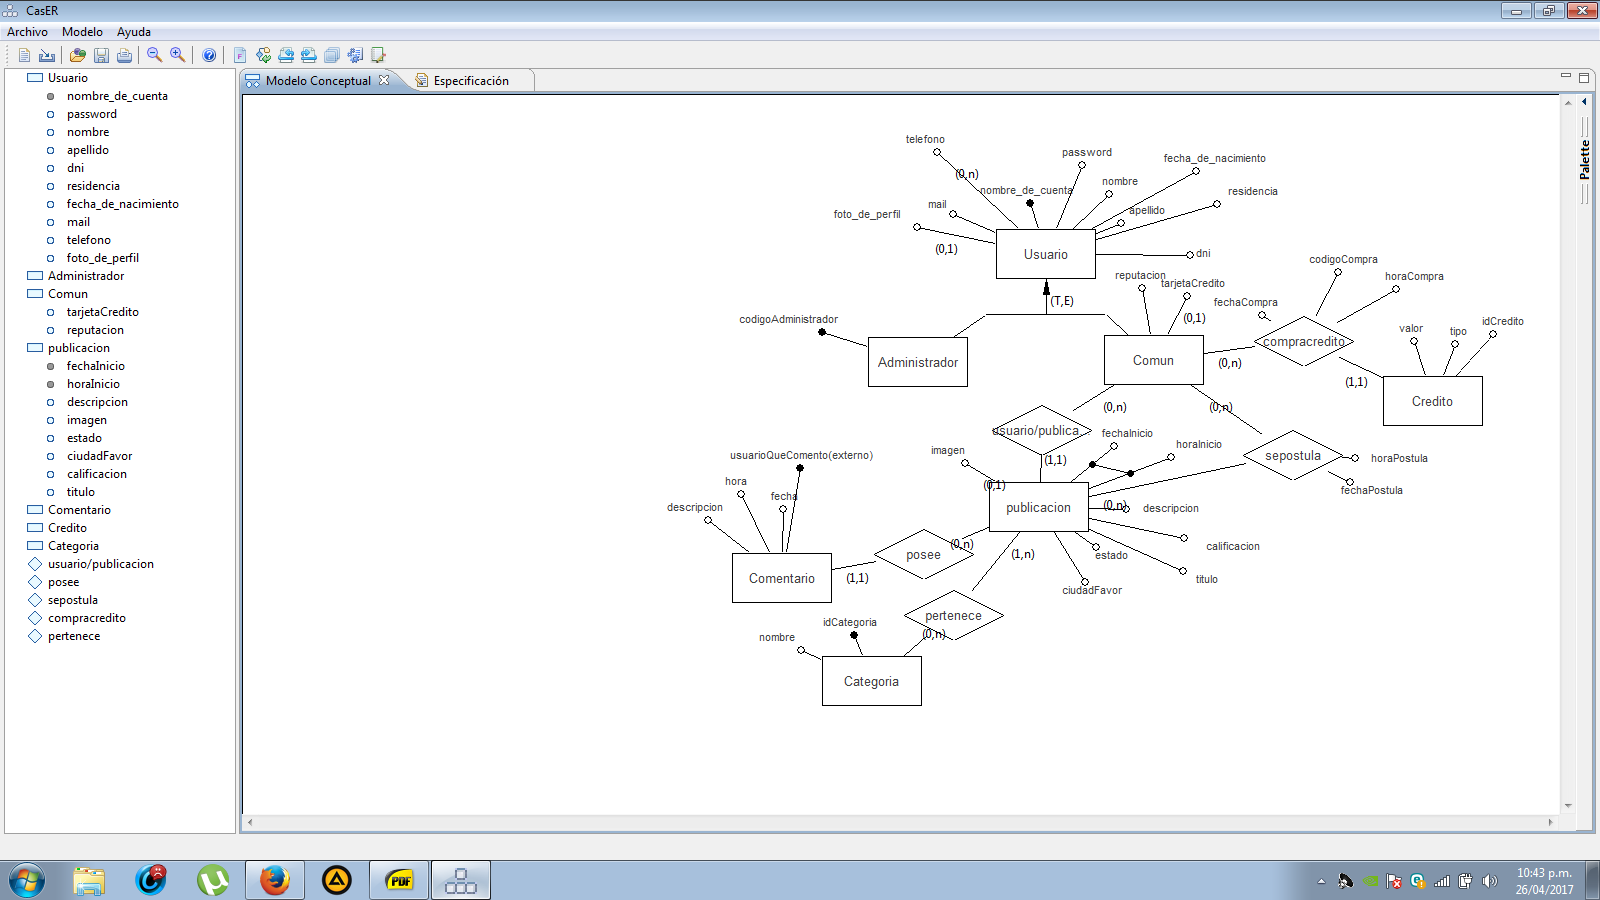 CasER
Archivo Modelo Ayuda
Usuario
nombre_de_cuenta
password
nombre
apellido
dni
residencia
fecha_de_nacimiento
mail
telefono
foto_de_perfil
Administrador
Comun
tarjetaCredito
reputacion
publicacion
fechaInicio
horaInicio
descripcion
imagen
estado
ciudadFavor
calificacion
titulo
Comentario
Credito
Categoria
usuario/publicacion
posee
sepostula
compracredito
pertenece
Modelo Conceptual
Especificación
Palette
telefono
password
fecha_de_nacimiento
(0,n)
nombre
nombre_de_cuenta
residencia
mail
apellido
foto_de_perfil
(0,1)
Usuario
dni
codigoCompra
reputacion
horaCompra
tarjetaCredito
(T,E)
fechaCompra
codigoAdministrador
(0,1)
idCredito
valor
tipo
compracredito
Administrador
Comun
(0,n)
(1,1)
Credito
(0,n)
(0,n)
usuario/publica...
fechaInicio
horaInicio
imagen
(1,1)
usuarioQueComento(externo)
sepostula
horaPostula
hora
(0,1)
fechaPostula
fecha
descripcion
publicacion
(0,n)
descripcion
(0,n)
calificacion
posee
(1,n)
estado
Comentario
(1,1)
titulo
ciudadFavor
pertenece
idCategoria
(0,n)
nombre
Categoria
PDF
10:43 p.m.
26/04/2017